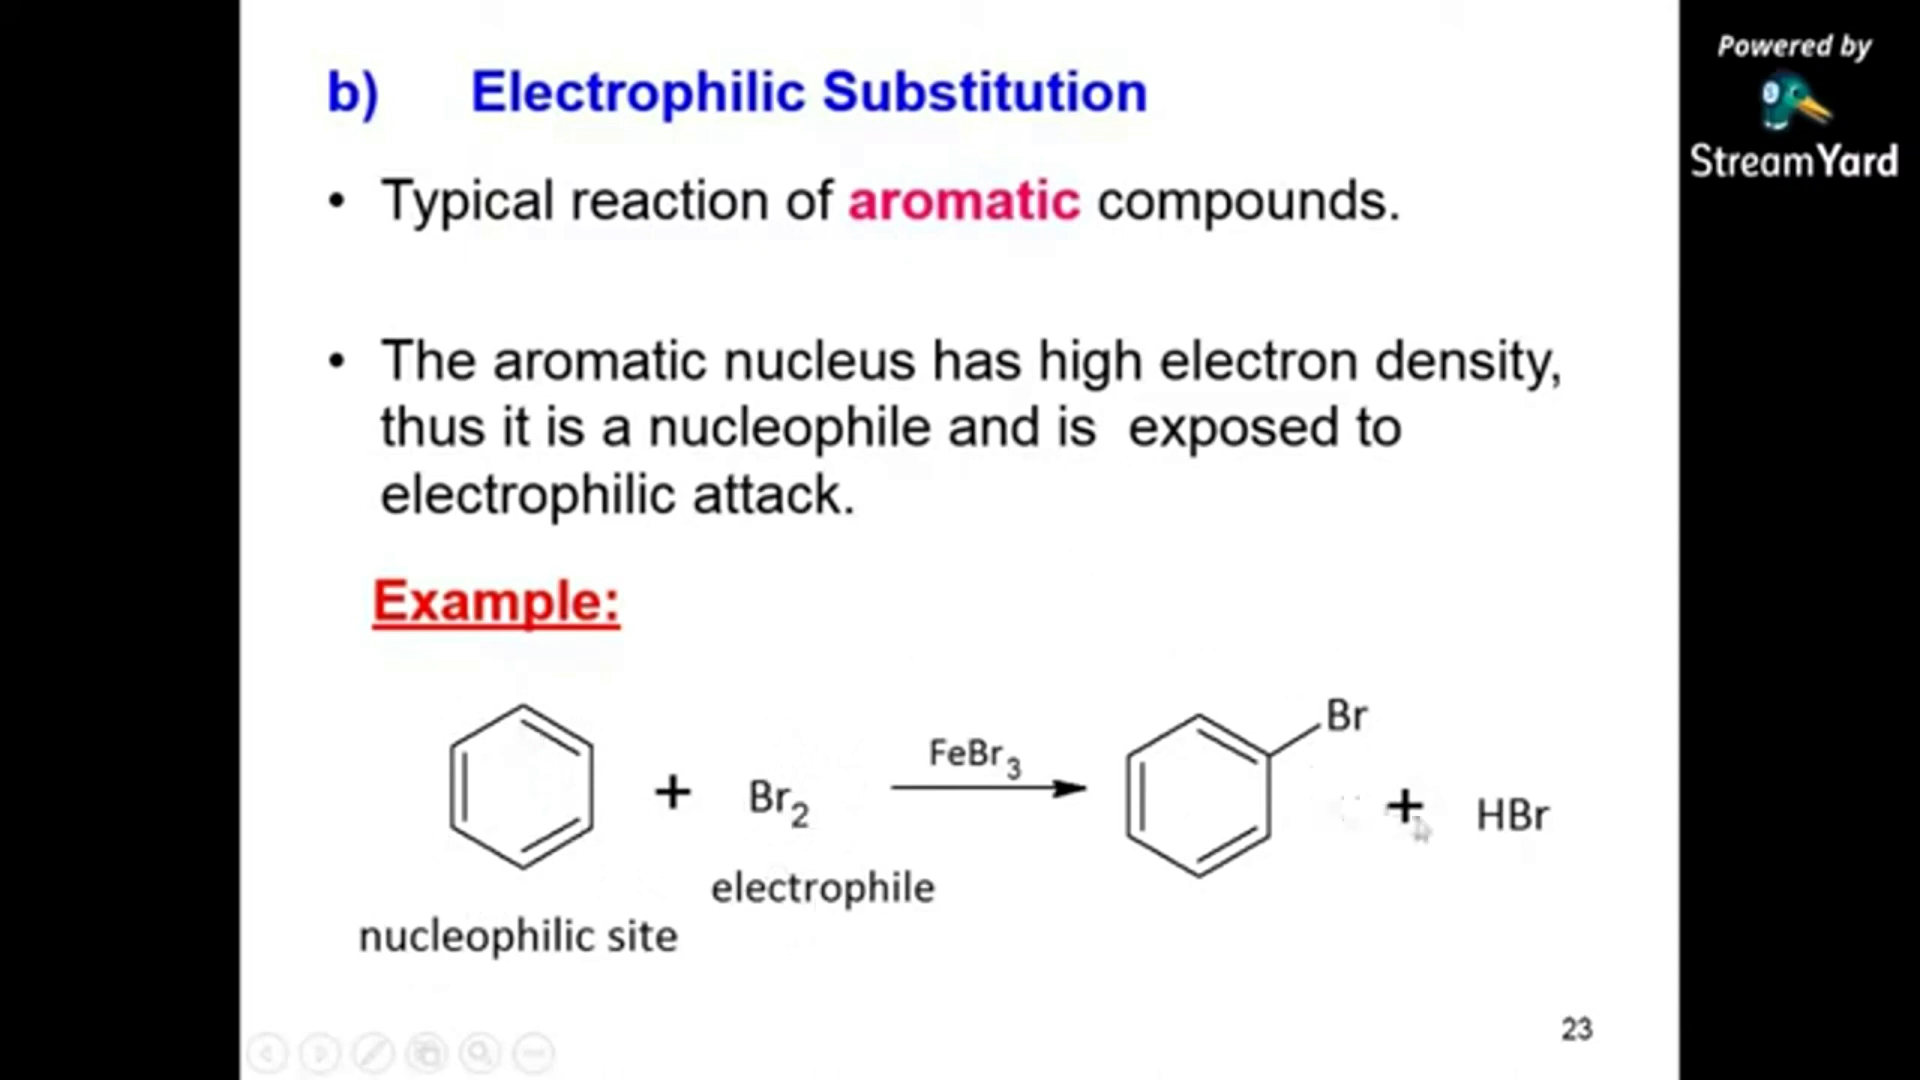 Powered by
StreamYard
b) Electrophilic Substitution
• Typical reaction of aromatic compounds.
• The aromatic nucleus has high electron density,
thus it is a nucleophile and is exposed to
electrophilic attack.
Example:
Br
FeBr3
+ Br2 + HBr
electrophile
nucleophilic site
23